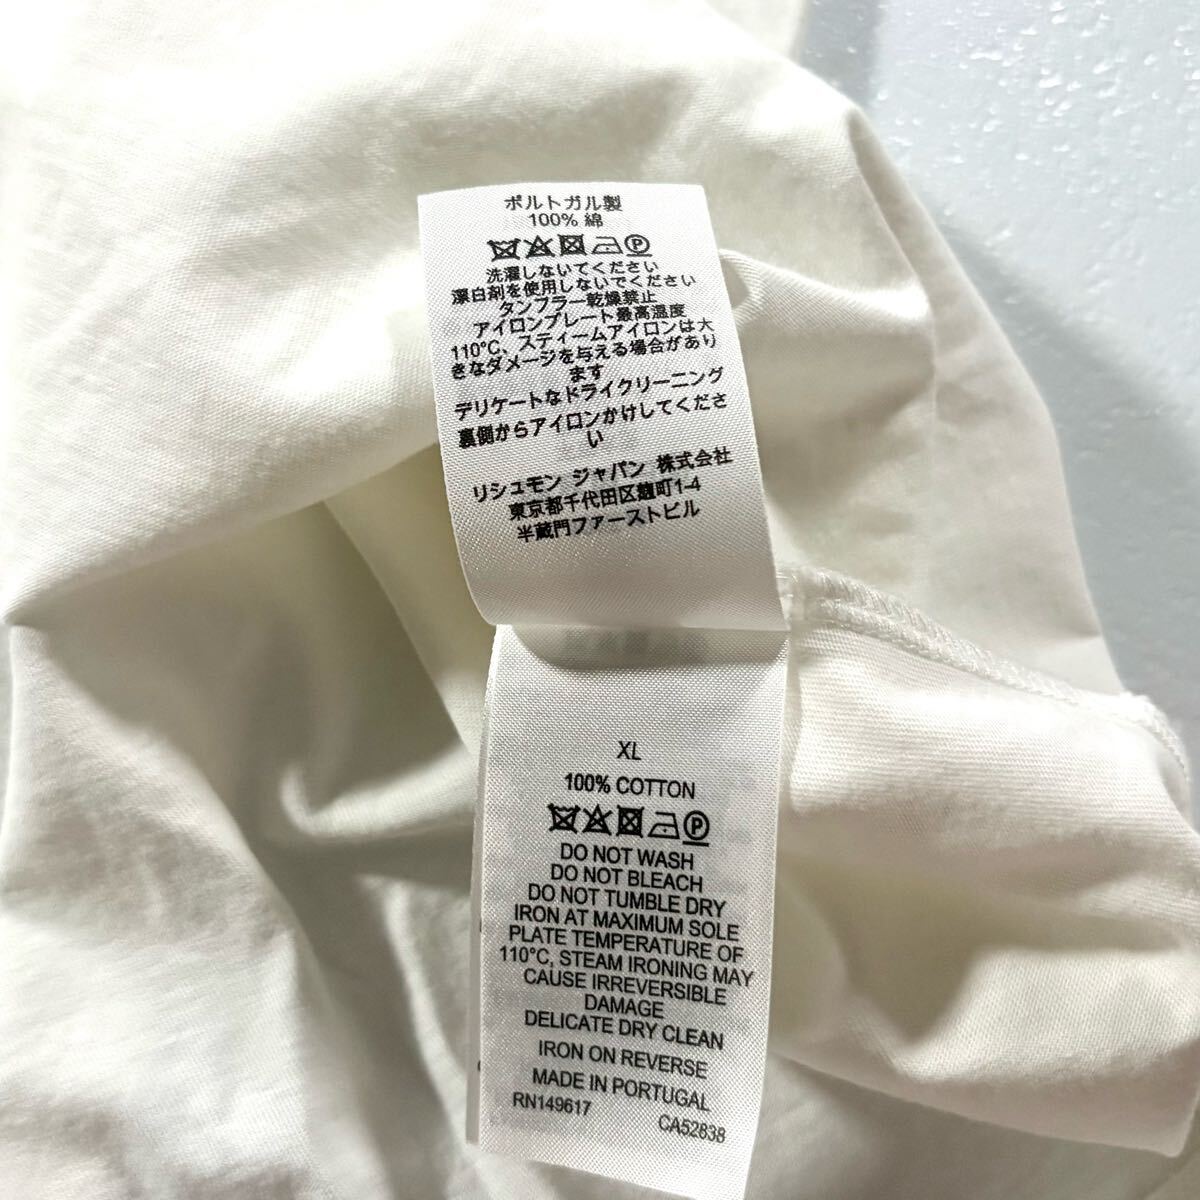 ポルトガル製
100% 綿
洗濯しないてください
漂白剤を使用しないでください
タンブラー乾燥禁止
アイロンプレート最高温度
110°C、スティームアイロンは大
きなダメージを与える場合があり
ます
デリケートなドライクリーニング
裏側からアイロンかけしてくださ
い
リシュモン ジャパン 株式会社
東京都千代田区麹町1-4
半蔵門ファーストビル
XL
100% COTTON
DO NOT WASH
DO NOT BLEACH
DO NOT TUMBLE DRY
IRON AT MAXIMUM SOLE
PLATE TEMPERATURE OF
110°C, STEAM IRONING MAY
CAUSE IRREVERSIBLE
DAMAGE
DELICATE DRY CLEAN
IRON ON REVERSE
MADE IN PORTUGAL
RN149617 CA52838